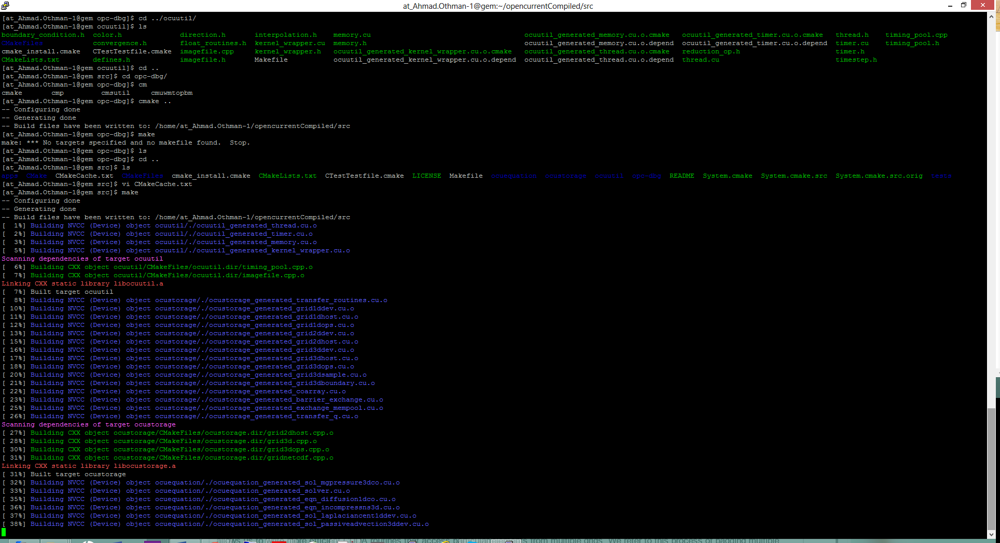 at_Ahmad.Othman-1@gem:~/opencurrentCompiled/src
[at_Ahmad.Othman-1@gem opc-dbg]$ cd ../ocuutil/
[at_Ahmad.Othman-1@gem ocuutil]$ ls
boundary_condition.h  color.h              direction.h       interpolation.h    memory.cu                                     ocuutil_generated_memory.cu.o.cmake   ocuutil_generated_timer.cu.o.cmake   thread.h    timing_pool.cpp
CMakeFiles            convergence.h        float_routines.h  kernel_wrapper.cu  memory.h                                      ocuutil_generated_memory.cu.o.depend  ocuutil_generated_timer.cu.o.depend  timer.cu    timing_pool.h
cmake_install.cmake   CTestTestfile.cmake  imagefile.cpp     kernel_wrapper.h   ocuutil_generated_kernel_wrapper.cu.o.cmake   ocuutil_generated_thread.cu.o.cmake   reduction_op.h                       timer.h
CMakeLists.txt        defines.h            imagefile.h       Makefile           ocuutil_generated_kernel_wrapper.cu.o.depend  ocuutil_generated_thread.cu.o.depend  thread.cu                            timestep.h
[at_Ahmad.Othman-1@gem ocuutil]$ cd ..
[at_Ahmad.Othman-1@gem src]$ cd opc-dbg/
[at_Ahmad.Othman-1@gem opc-dbg]$ cm
cmake       cmp         cmsutil     cmuwmtopbm
[at_Ahmad.Othman-1@gem opc-dbg]$ cmake ..
-- Configuring done
-- Generating done
-- Build files have been written to: /home/at_Ahmad.Othman-1/opencurrentCompiled/src
[at_Ahmad.Othman-1@gem opc-dbg]$ make
make: *** No targets specified and no makefile found.  Stop.
[at_Ahmad.Othman-1@gem opc-dbg]$ ls
[at_Ahmad.Othman-1@gem opc-dbg]$ cd ..
[at_Ahmad.Othman-1@gem src]$ ls
apps  CMake  CMakeCache.txt  CMakeFiles  cmake_install.cmake  CMakeLists.txt  CTestTestfile.cmake  LICENSE  Makefile  ocuequation  ocustorage  ocuutil  opc-dbg  README  System.cmake  System.cmake.src  System.cmake.src.orig  tests
[at_Ahmad.Othman-1@gem src]$ vi CMakeCache.txt
[at_Ahmad.Othman-1@gem src]$ make
-- Configuring done
-- Generating done
-- Build files have been written to: /home/at_Ahmad.Othman-1/opencurrentCompiled/src
[  1%] Building NVCC (Device) object ocuutil/./ocuutil_generated_thread.cu.o
[  2%] Building NVCC (Device) object ocuutil/./ocuutil_generated_timer.cu.o
[  3%] Building NVCC (Device) object ocuutil/./ocuutil_generated_memory.cu.o
[  5%] Building NVCC (Device) object ocuutil/./ocuutil_generated_kernel_wrapper.cu.o
Scanning dependencies of target ocuutil
[  6%] Building CXX object ocuutil/CMakeFiles/ocuutil.dir/timing_pool.cpp.o
[  7%] Building CXX object ocuutil/CMakeFiles/ocuutil.dir/imagefile.cpp.o
Linking CXX static library libocuutil.a
[  7%] Built target ocuutil
[  8%] Building NVCC (Device) object ocustorage/./ocustorage_generated_transfer_routines.cu.o
[ 10%] Building NVCC (Device) object ocustorage/./ocustorage_generated_grid1ddev.cu.o
[ 11%] Building NVCC (Device) object ocustorage/./ocustorage_generated_grid1dhost.cu.o
[ 12%] Building NVCC (Device) object ocustorage/./ocustorage_generated_grid1dops.cu.o
[ 13%] Building NVCC (Device) object ocustorage/./ocustorage_generated_grid2ddev.cu.o
[ 15%] Building NVCC (Device) object ocustorage/./ocustorage_generated_grid2dhost.cu.o
[ 16%] Building NVCC (Device) object ocustorage/./ocustorage_generated_grid3ddev.cu.o
[ 17%] Building NVCC (Device) object ocustorage/./ocustorage_generated_grid3dhost.cu.o
[ 18%] Building NVCC (Device) object ocustorage/./ocustorage_generated_grid3dops.cu.o
[ 20%] Building NVCC (Device) object ocustorage/./ocustorage_generated_grid3dsample.cu.o
[ 21%] Building NVCC (Device) object ocustorage/./ocustorage_generated_grid3dboundary.cu.o
[ 22%] Building NVCC (Device) object ocustorage/./ocustorage_generated_coarray.cu.o
[ 23%] Building NVCC (Device) object ocustorage/./ocustorage_generated_barrier_exchange.cu.o
[ 25%] Building NVCC (Device) object ocustorage/./ocustorage_generated_exchange_mempool.cu.o
[ 26%] Building NVCC (Device) object ocustorage/./ocustorage_generated_transfer_q.cu.o
Scanning dependencies of target ocustorage
[ 27%] Building CXX object ocustorage/CMakeFiles/ocustorage.dir/grid2dhost.cpp.o
[ 28%] Building CXX object ocustorage/CMakeFiles/ocustorage.dir/grid3d.cpp.o
[ 30%] Building CXX object ocustorage/CMakeFiles/ocustorage.dir/grid3dops.cpp.o
[ 31%] Building CXX object ocustorage/CMakeFiles/ocustorage.dir/gridnetcdf.cpp.o
Linking CXX static library libocustorage.a
[ 31%] Built target ocustorage
[ 32%] Building NVCC (Device) object ocuequation/./ocuequation_generated_sol_mgpressure3dco.cu.o
[ 33%] Building NVCC (Device) object ocuequation/./ocuequation_generated_solver.cu.o
[ 35%] Building NVCC (Device) object ocuequation/./ocuequation_generated_eqn_diffusion1dco.cu.o
[ 36%] Building NVCC (Device) object ocuequation/./ocuequation_generated_eqn_incompressns3d.cu.o
[ 37%] Building NVCC (Device) object ocuequation/./ocuequation_generated_sol_laplaciancent1ddev.cu.o
[ 38%] Building NVCC (Device) object ocuequation/./ocuequation_generated_sol_passiveadvection3ddev.cu.o
from multiple grids. We refer to this process of padding multiple